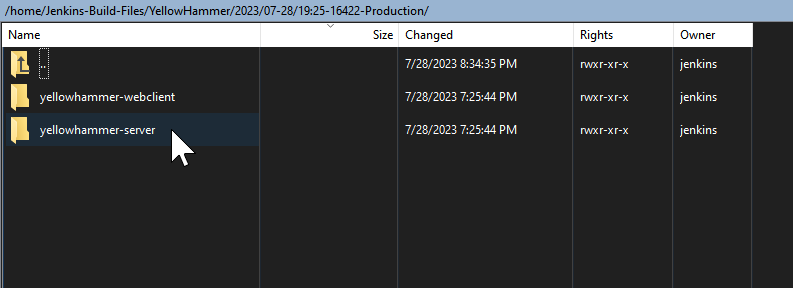 /home/Jenkins-Build-Files/YellowHammer/2023/07-28/19:25-16422-Production/
Name Size Changed Rights Owner
.. 7/28/2023 8:34:35 PM rwxr-xr-x jenkins
yellowhammer-webclient 7/28/2023 7:25:44 PM rwxr-xr-x jenkins
yellowhammer-server 7/28/2023 7:25:44 PM rwxr-xr-x jenkins